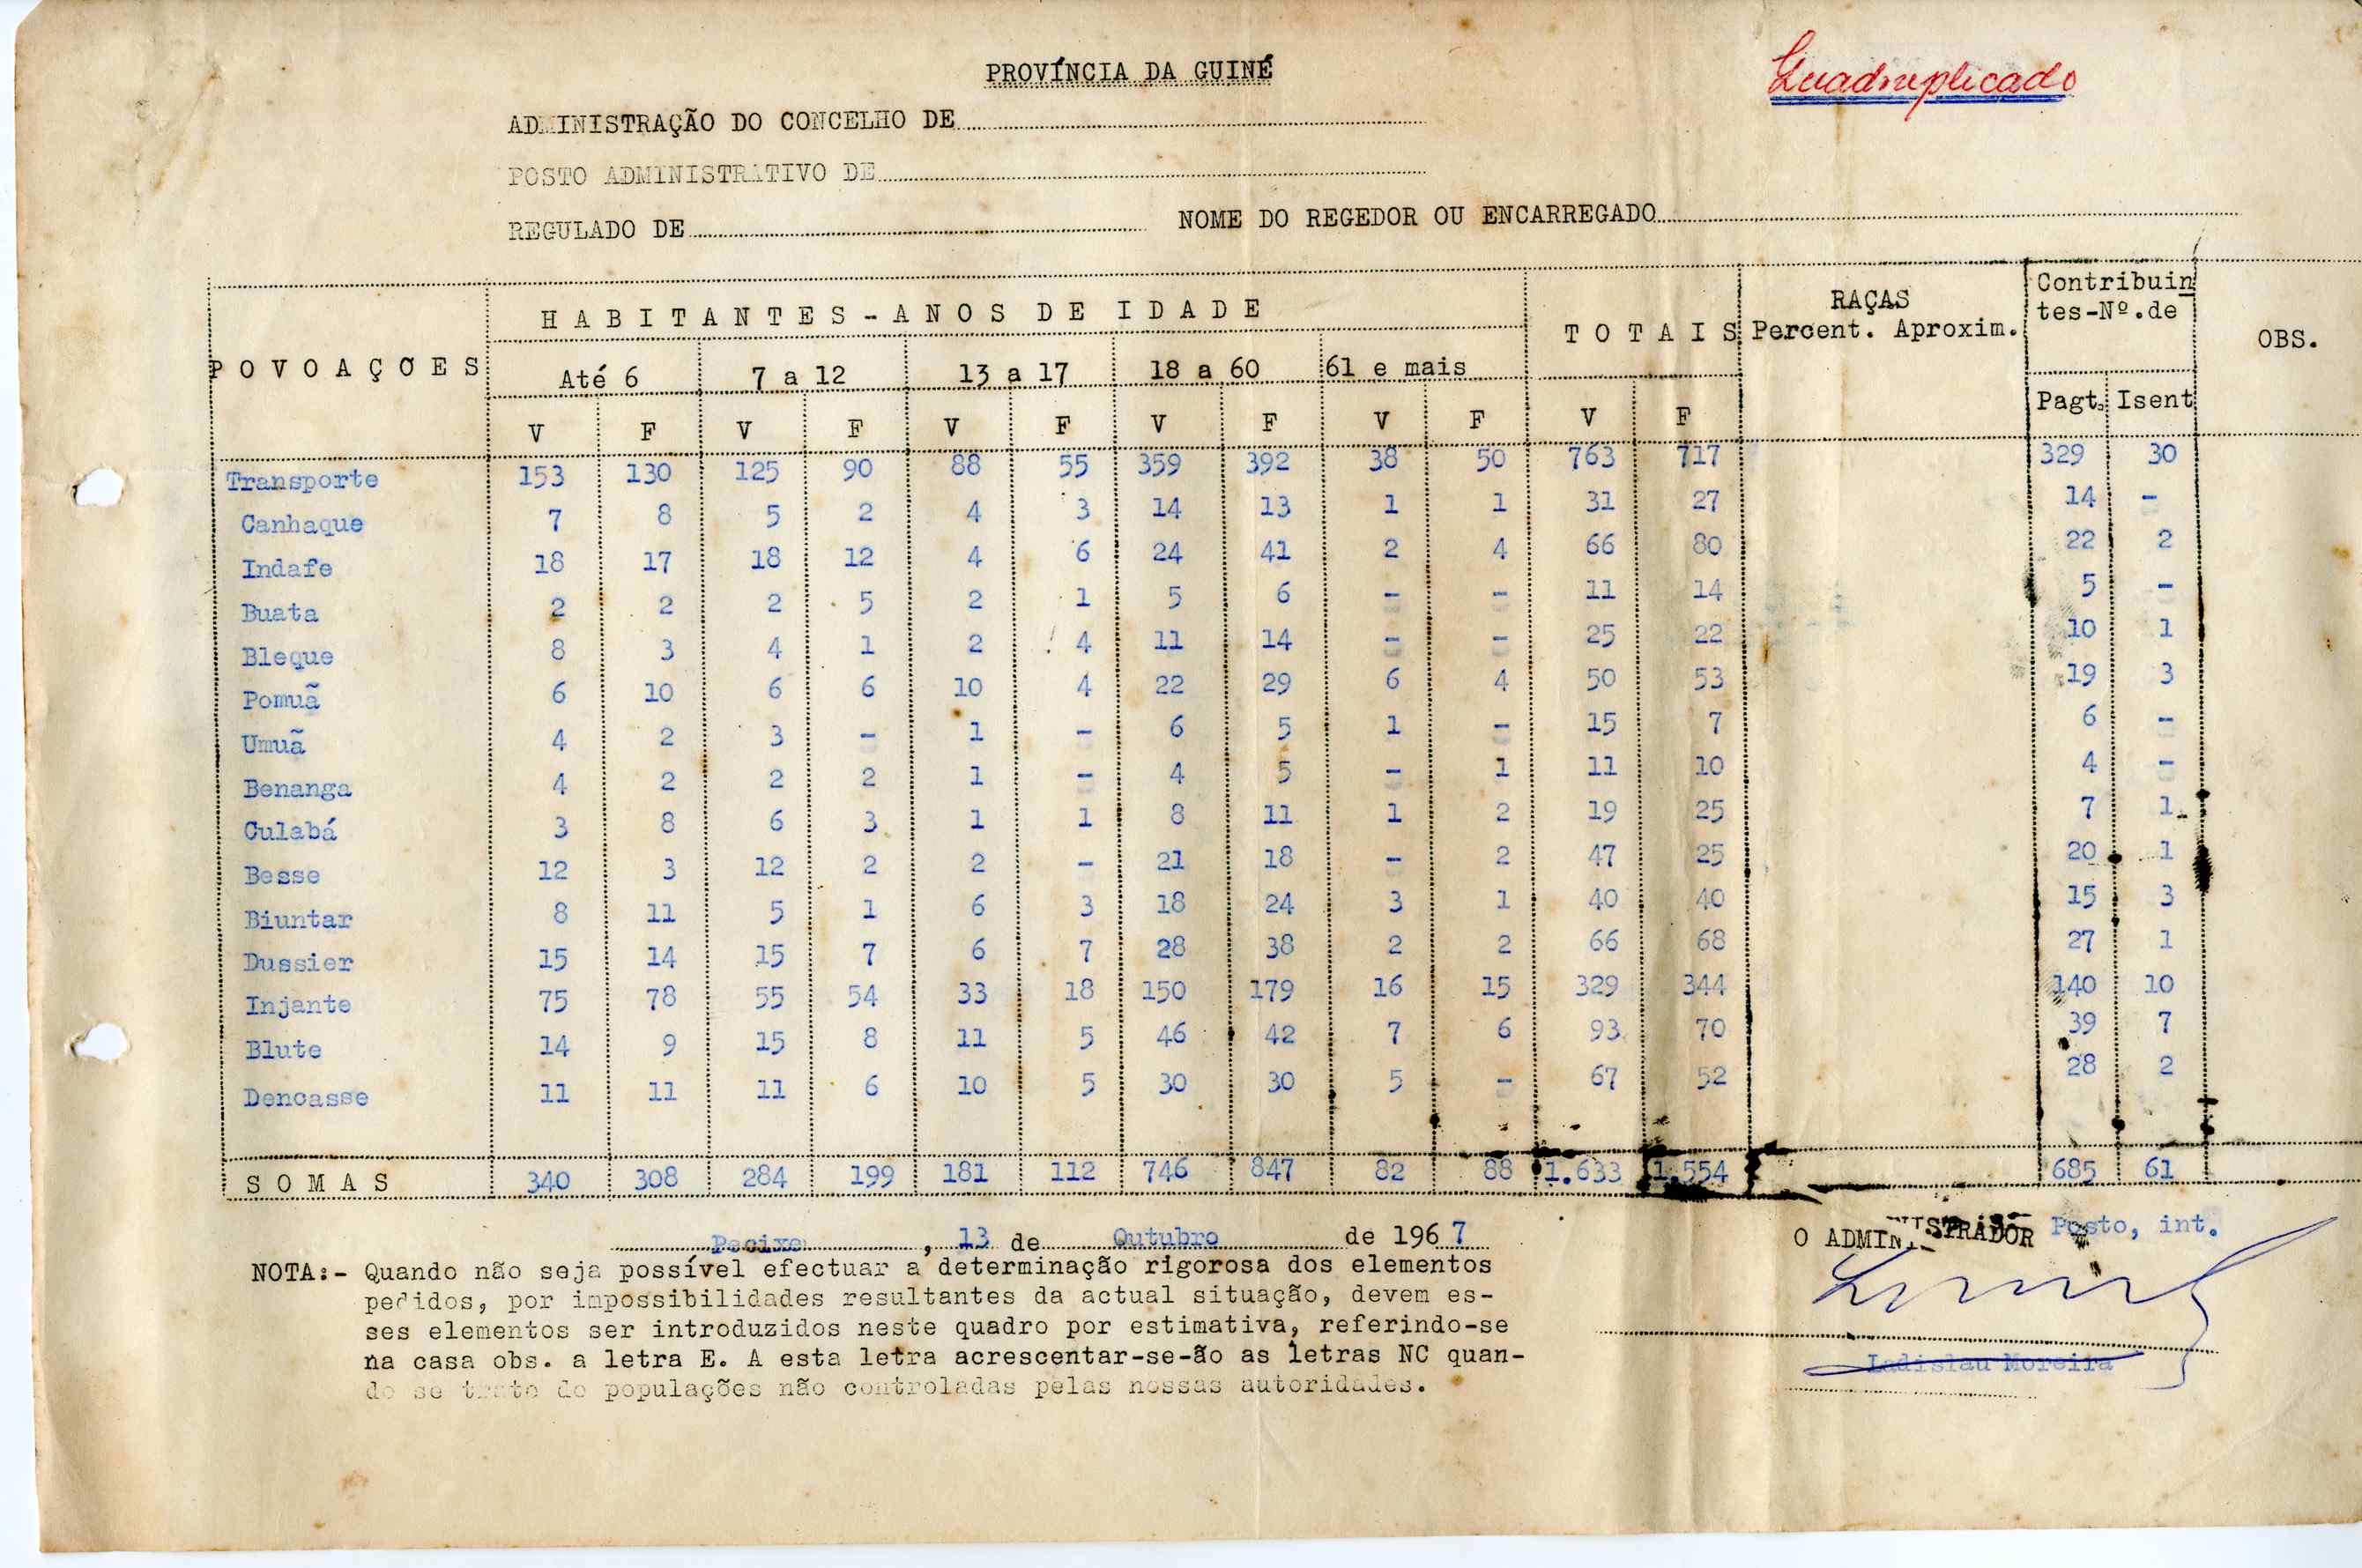 Quadruplicado
PROVÍNCIA DA GUINÉ
ADMINISTRAÇÃO DO CONCELHO DE
POSTO ADMINISTRATIVO DE
REGULADO DE NOME DO REGEDOR OU ENCARREGADO
POVOAÇOES HABITANTES-ANOS DE IDADE TOTAIS RAÇAS Percent. Aproxim. Contribuin tes-Nº.de OBS.
Até 6 7 a 12 13 a 17 18 a 60 61 e mais
V F V F V F V F V F V F Pagt. Isent
Transporte 153 130 125 90 88 55 359 392 38 50 763 717 329 30
Canhaque 7 8 5 2 4 3 14 13 1 1 31 27 14 -
Indafe 18 17 18 12 4 6 24 41 2 4 66 80 22 2
Buata 2 2 2 5 2 1 5 6 - - 11 14 5 -
Bleque 8 3 4 1 2 4 11 14 - - 25 22 10 1
Pomuã 6 10 6 6 10 4 22 29 6 4 50 53 19 3
Umuã 4 2 3 - 1 - 6 5 1 - 15 7 6 -
Benanga 4 2 2 2 1 - 4 5 - 1 11 10 4 -
Culabá 3 8 6 3 1 1 8 11 1 2 19 25 7 1
Besse 12 3 12 2 2 - 21 18 - 2 47 25 20 1
Biuntar 8 11 5 1 6 3 18 24 3 1 40 40 15 3
Dussier 15 14 15 7 6 7 28 38 2 2 66 68 27 1
Injante 75 78 55 54 33 18 150 179 16 15 329 344 140 10
Blute 14 9 15 8 11 5 46 42 7 6 93 70 39 7
Dencasse 11 11 11 6 10 5 30 30 5 - 67 52 28 2
SOMAS 340 308 284 199 181 112 746 847 82 88 1.633 1.554 685 61
Pecixe, 13 de Outubro de 1967
O ADMINISTRADOR Posto, int.
NOTA:- Quando não seja possível efectuar a determinação rigorosa dos elementos
pedidos, por impossibilidades resultantes da actual situação, devem es-
ses elementos ser introduzidos neste quadro por estimativa, referindo-se
na casa obs. a letra E. A esta letra acrescentar-se-ão as letras NC quan-
do se trate de populações não controladas pelas nossas autoridades.
Ladislau Moreira